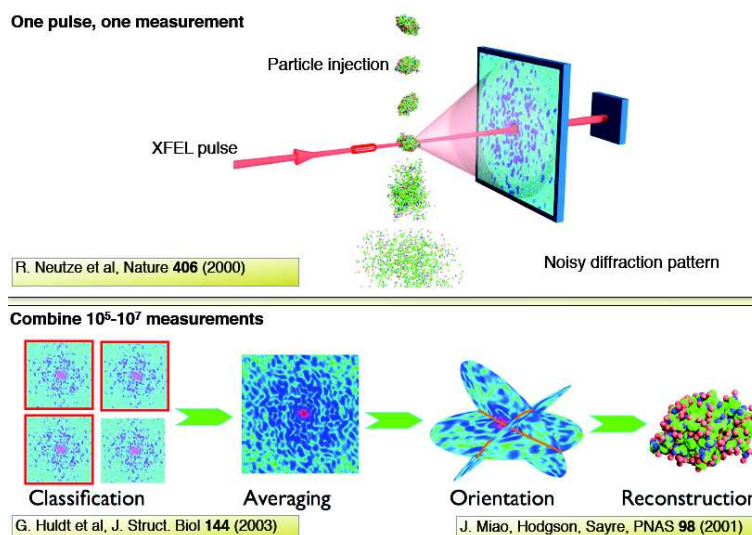 One pulse, one measurement
Particle injection
XFEL pulse
R. Neutze et al, Nature 406 (2000)
Noisy diffraction pattern
Combine 10⁵-10⁷ measurements
Classification
Averaging
Orientation
Reconstruction
G. Huldt et al, J. Struct. Biol 144 (2003)
J. Miao, Hodgson, Sayre, PNAS 98 (2001)